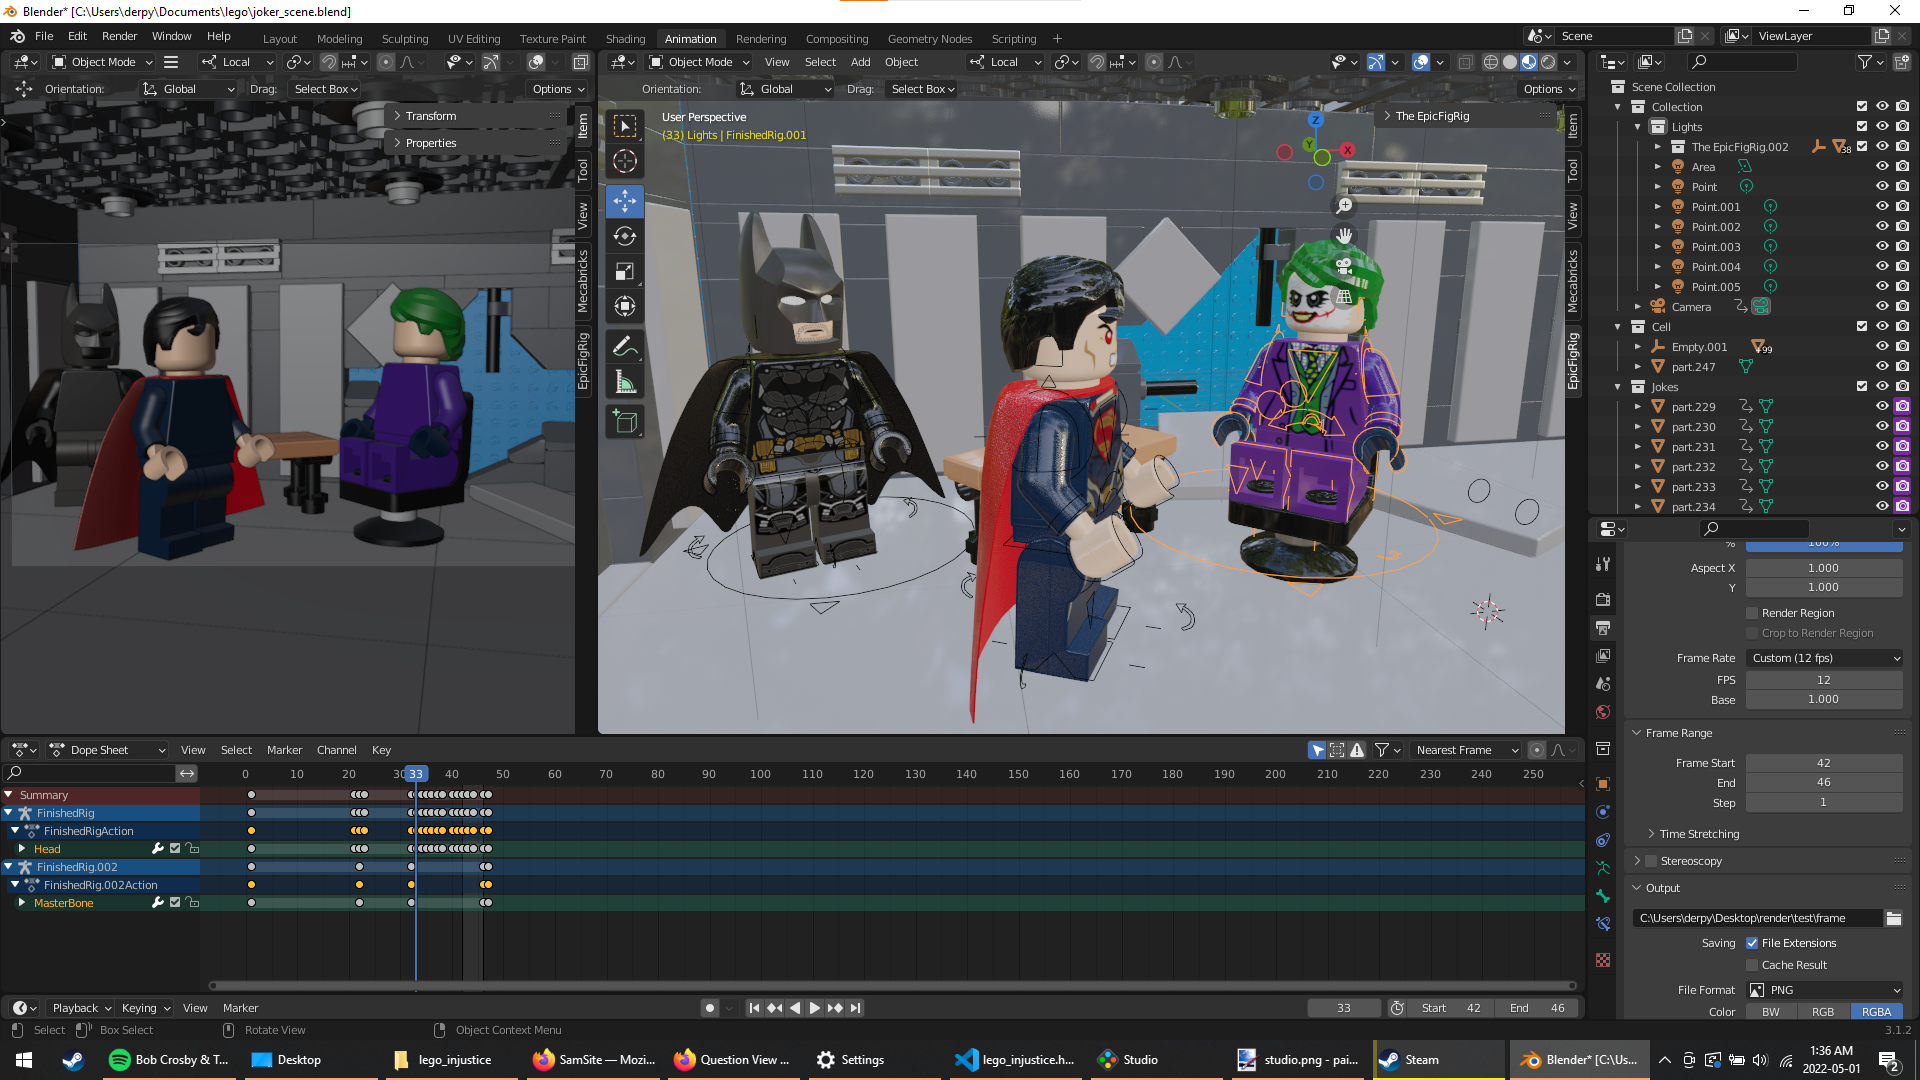 Blender* [C:\Users\derpy\Documents\lego\joker_scene.blend]
File Edit Render Window Help Layout Modeling Sculpting UV Editing Texture Paint Shading Animation Rendering Compositing Geometry Nodes Scripting + Scene ViewLayer
Object Mode Local
Orientation: Global Drag: Select Box Options
Transform
Properties
Item
Tool
View
Mecabricks
EpicFigRig
Object Mode View Select Add Object Local
Orientation: Global Drag: Select Box Options
User Perspective
(33) Lights | FinishedRig.001
The EpicFigRig
Z
Y
X
Item
Tool
View
Mecabricks
EpicFigRig
Scene Collection
Collection
Lights
The EpicFigRig.002 38
Area
Point
Point.001
Point.002
Point.003
Point.004
Point.005
Camera
Cell
Empty.001 +99
part.247
Jokes
part.229
part.230
part.231
part.232
part.233
part.234
% 100%
Aspect X 1.000
Y 1.000
Render Region
Crop to Render Region
Frame Rate Custom (12 fps)
FPS 12
Base 1.000
Frame Range
Frame Start 42
End 46
Step 1
Time Stretching
Stereoscopy
Output
C:\Users\derpy\Desktop\render\test\frame
Saving File Extensions
Cache Result
File Format PNG
Color BW RGB RGBA
Dope Sheet View Select Marker Channel Key Nearest Frame
0 10 20 30 33 40 50 60 70 80 90 100 110 120 130 140 150 160 170 180 190 200 210 220 230 240 250
Summary
FinishedRig
FinishedRigAction
Head
FinishedRig.002
FinishedRig.002Action
MasterBone
Playback Keying View Marker 33 Start 42 End 46
Select Box Select Rotate View Object Context Menu 3.1.2
Bob Crosby & T... Desktop lego_injustice SamSite — Mozi... Question View ... Settings lego_injustice.h... Studio studio.png - pai... Steam Blender* [C:\Us... 1:36 AM
2022-05-01 2